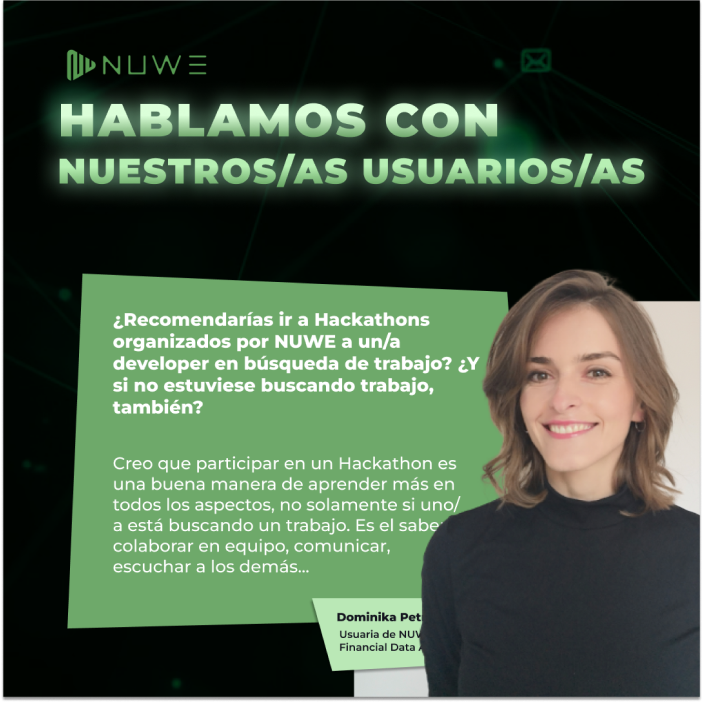 NUWE
HABLAMOS CON
NUESTROS/AS USUARIOS/AS
¿Recomendarías ir a Hackathons
organizados por NUWE a un/a
developer en búsqueda de trabajo? ¿Y
si no estuviese buscando trabajo,
también?
Creo que participar en un Hackathon es
una buena manera de aprender más en
todos los aspectos, no solamente si uno/
a está buscando un trabajo. Es el saber
colaborar en equipo, comunicar,
escuchar a los demás...
Dominika
Usuaria de
Financial Data